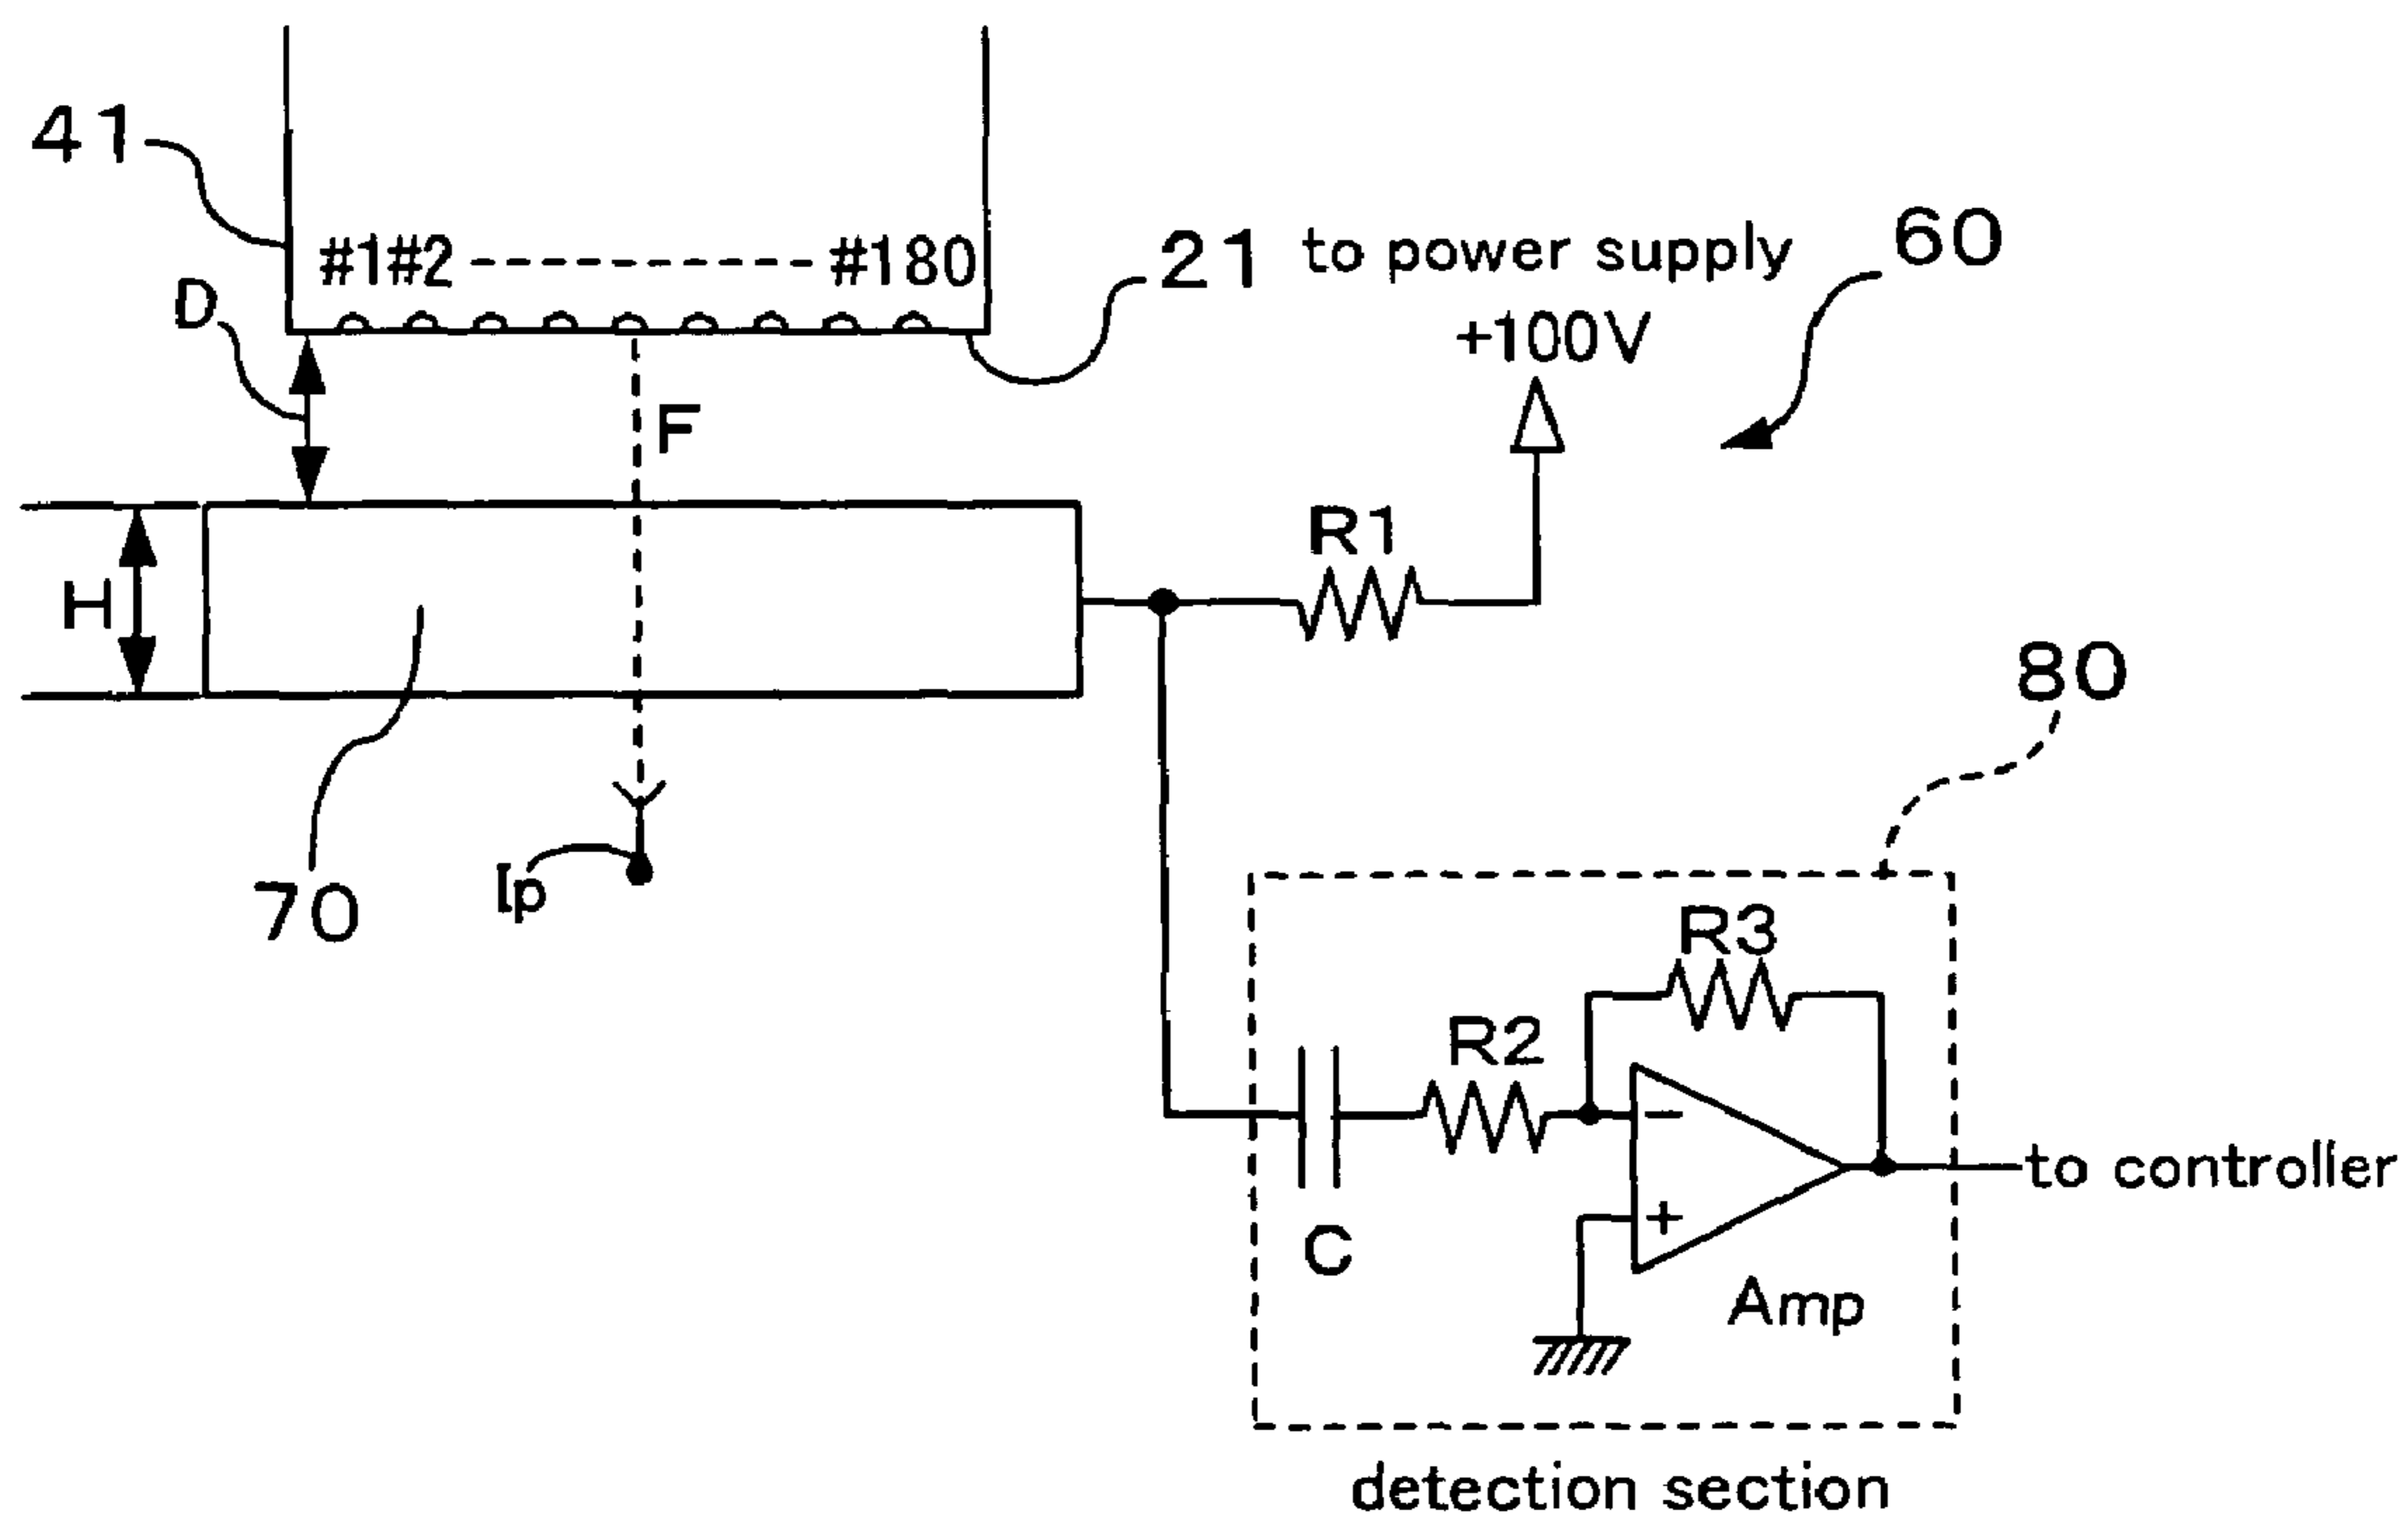 41
#1#2 ---------- #180
21
to power supply
+100V
60
D
F
R1
H
80
70
Ip
R3
R2
−
+
C
Amp
to controller
detection section